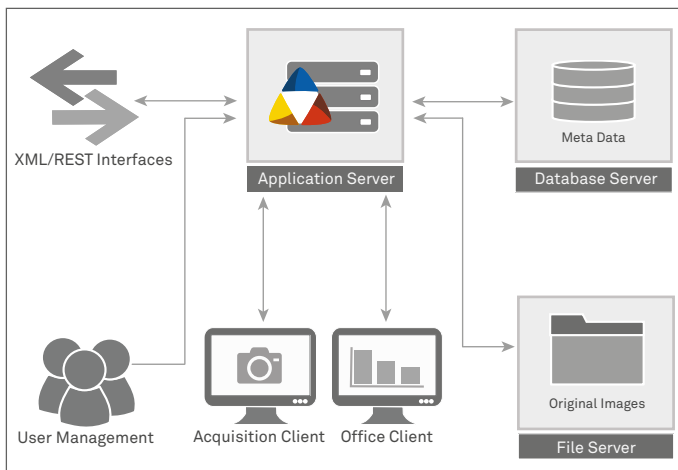 XML/REST Interfaces
Application Server
Meta Data
Database Server
User Management
Acquisition Client
Office Client
Original Images
File Server